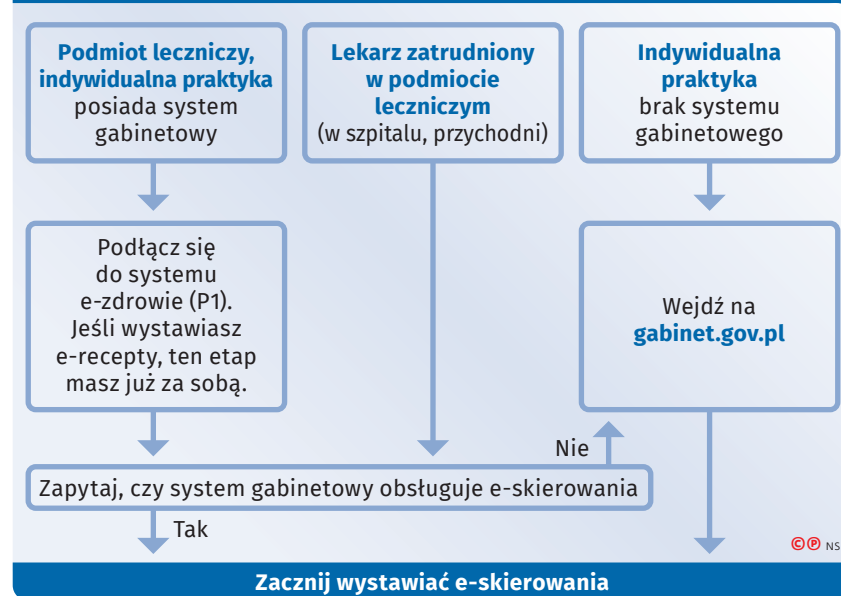 Podmiot leczniczy,
indywidualna praktyka
posiada system
gabinetowy
Lekarz zatrudniony
w podmiocie
leczniczym
(w szpitalu, przychodni)
Indywidualna
praktyka
brak systemu
gabinetowego
Podłącz się
do systemu
e-zdrowie (P1).
Jeśli wystawiasz
e-recepty, ten etap
masz już za sobą.
Wejdź na
gabinet.gov.pl
Nie
Zapytaj, czy system gabinetowy obsługuje e-skierowania
Tak
©℗ NS
Zacznij wystawiać e-skierowania